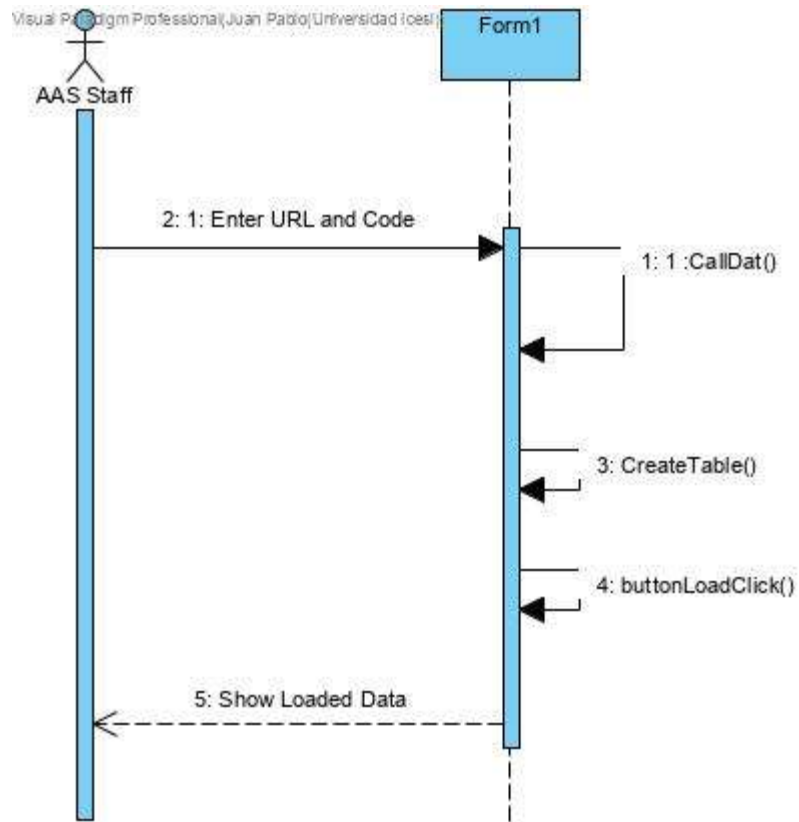 Visual Paradigm Professional(Juan Pablo(Universidad Icesi)
Form1
AAS Staff
2: 1: Enter URL and Code
1: 1 :CallDat()
3: CreateTable()
4: buttonLoadClick()
5: Show Loaded Data